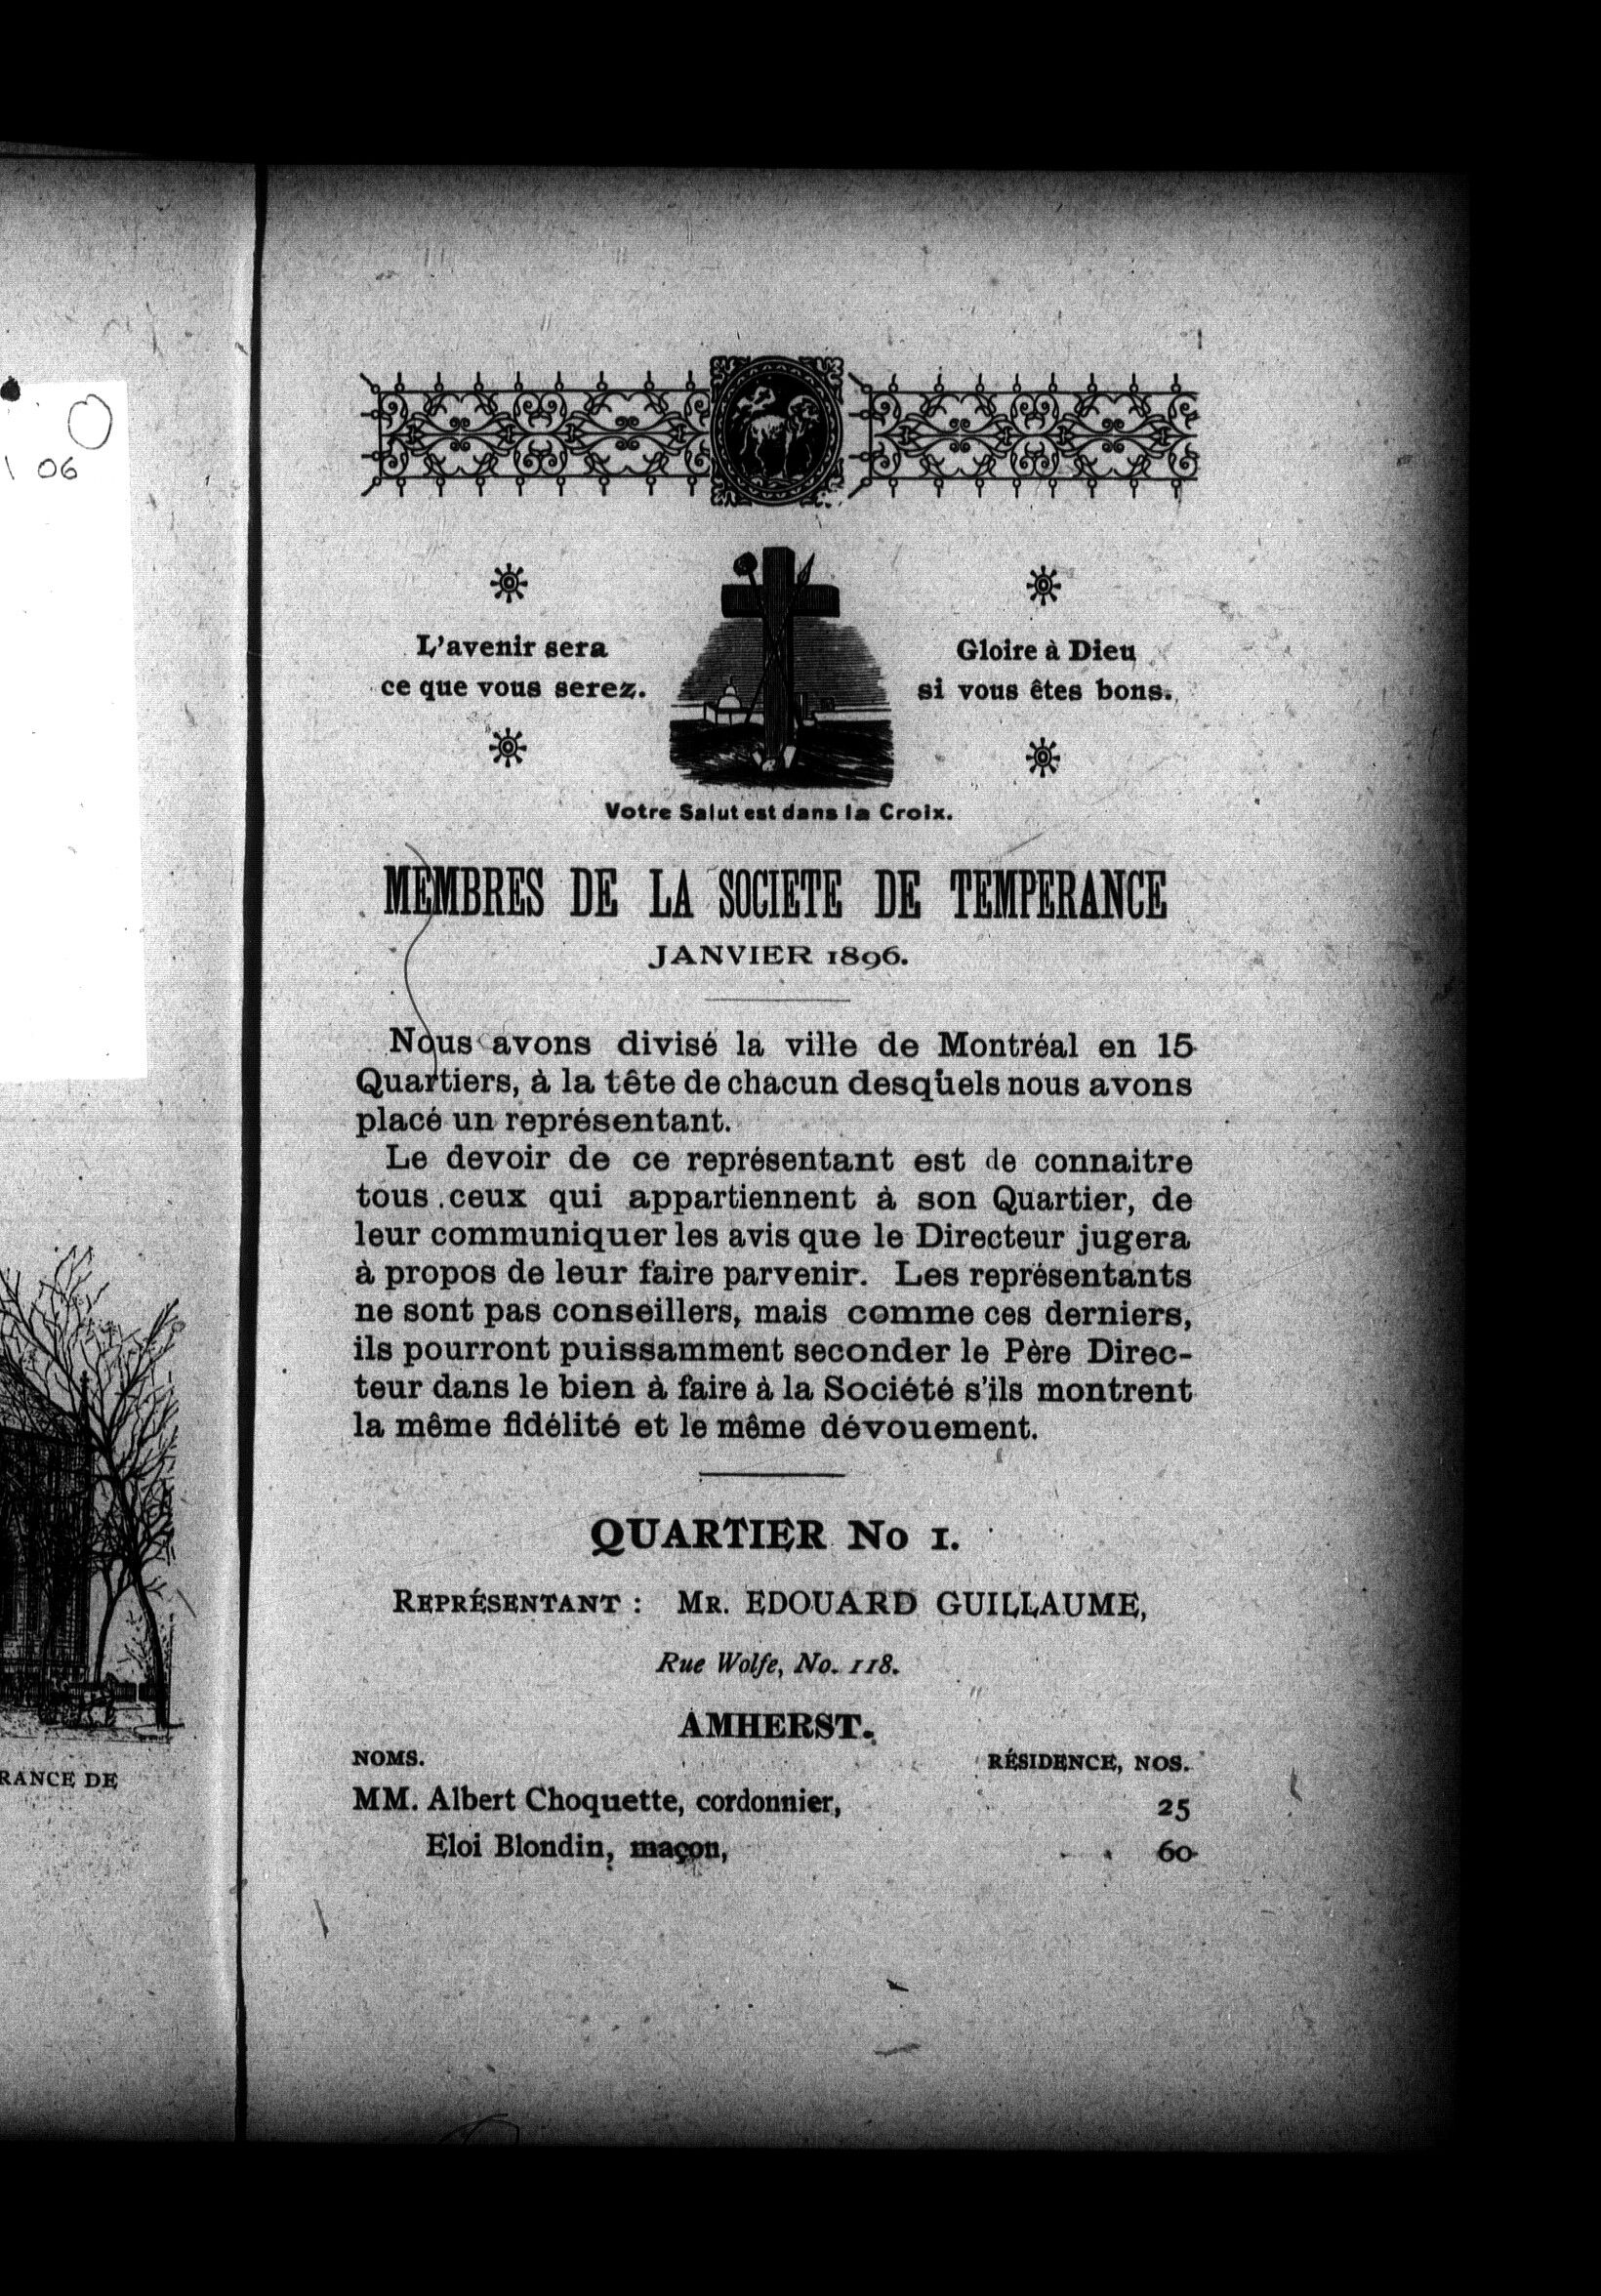 06
RANCE DE
L'avenir sera
ce que vous serez.
Gloire à Dieu
si vous êtes bons.
Votre Salut est dans la Croix.
MEMBRES DE LA SOCIETE DE TEMPERANCE
JANVIER 1896.
Nous avons divisé la ville de Montréal en 15
Quartiers, à la tête de chacun desquels nous avons
placé un représentant.
Le devoir de ce représentant est de connaitre
tous ceux qui appartiennent à son Quartier, de
leur communiquer les avis que le Directeur jugera
à propos de leur faire parvenir. Les représentants
ne sont pas conseillers, mais comme ces derniers,
ils pourront puissamment seconder le Père Direc-
teur dans le bien à faire à la Société s'ils montrent
la même fidélité et le même dévouement.
QUARTIER No 1.
REPRÉSENTANT : MR. EDOUARD GUILLAUME,
Rue Wolfe, No. 118.
AMHERST.
NOMS. RÉSIDENCE, NOS.
MM. Albert Choquette, cordonnier, 25
Eloi Blondin, maçon, 60